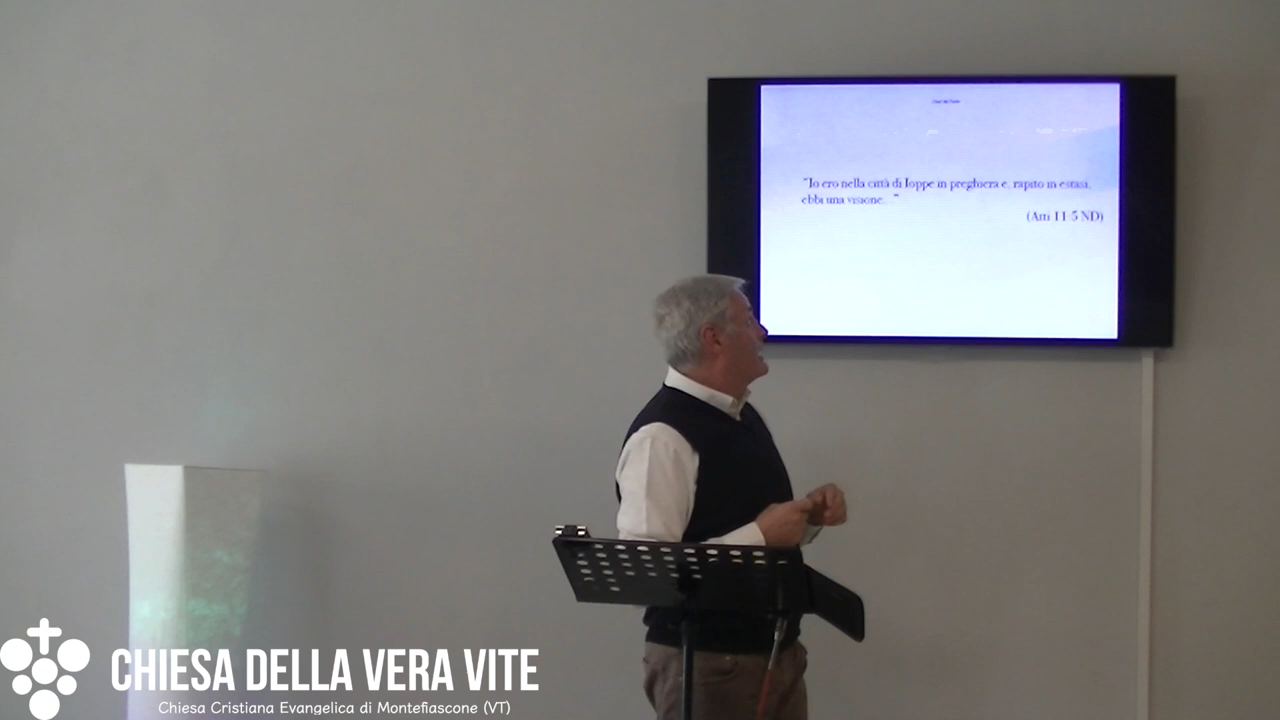 "Io ero nella città di Ioppe in preghiera e, rapito in estasi,
ebbi una visione. "
(Atti 11:5 ND)
CHIESA DELLA VERA VITE
Chiesa Cristiana Evangelica di Montefiascone (VT)